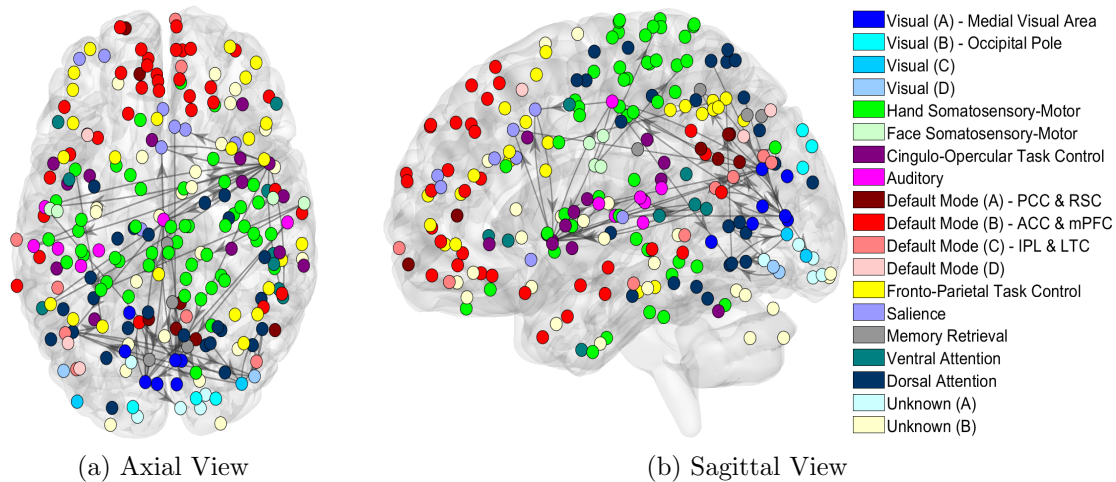 Visual (A) - Medial Visual Area
Visual (B) - Occipital Pole
Visual (C)
Visual (D)
Hand Somatosensory-Motor
Face Somatosensory-Motor
Cingulo-Opercular Task Control
Auditory
Default Mode (A) - PCC & RSC
Default Mode (B) - ACC & mPFC
Default Mode (C) - IPL & LTC
Default Mode (D)
Fronto-Parietal Task Control
Salience
Memory Retrieval
Ventral Attention
Dorsal Attention
Unknown (A)
Unknown (B)
(a) Axial View
(b) Sagittal View